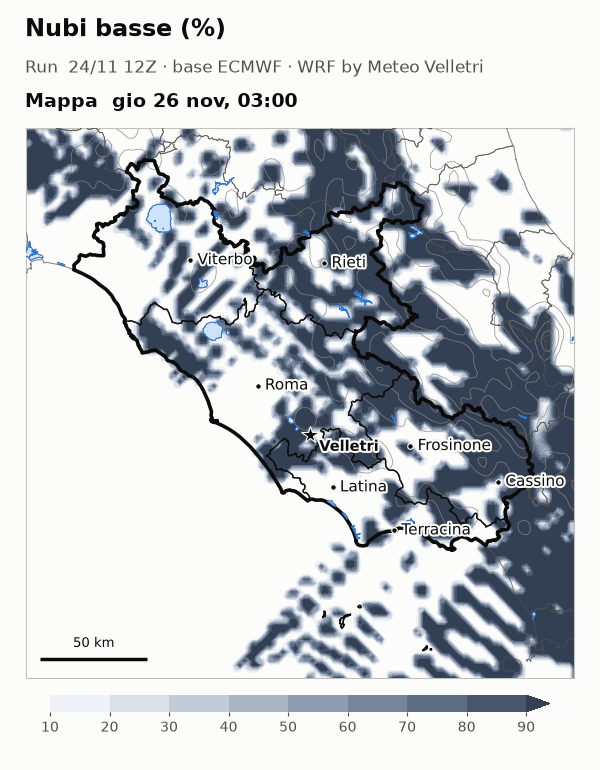 Nubi basse (%)
Run 24/11 12Z · base ECMWF · WRF by Meteo Velletri
Mappa gio 26 nov, 03:00
Viterbo
Rieti
Roma
Velletri
Frosinone
Latina
Cassino
Terracina
50 km
10 20 30 40 50 60 70 80 90